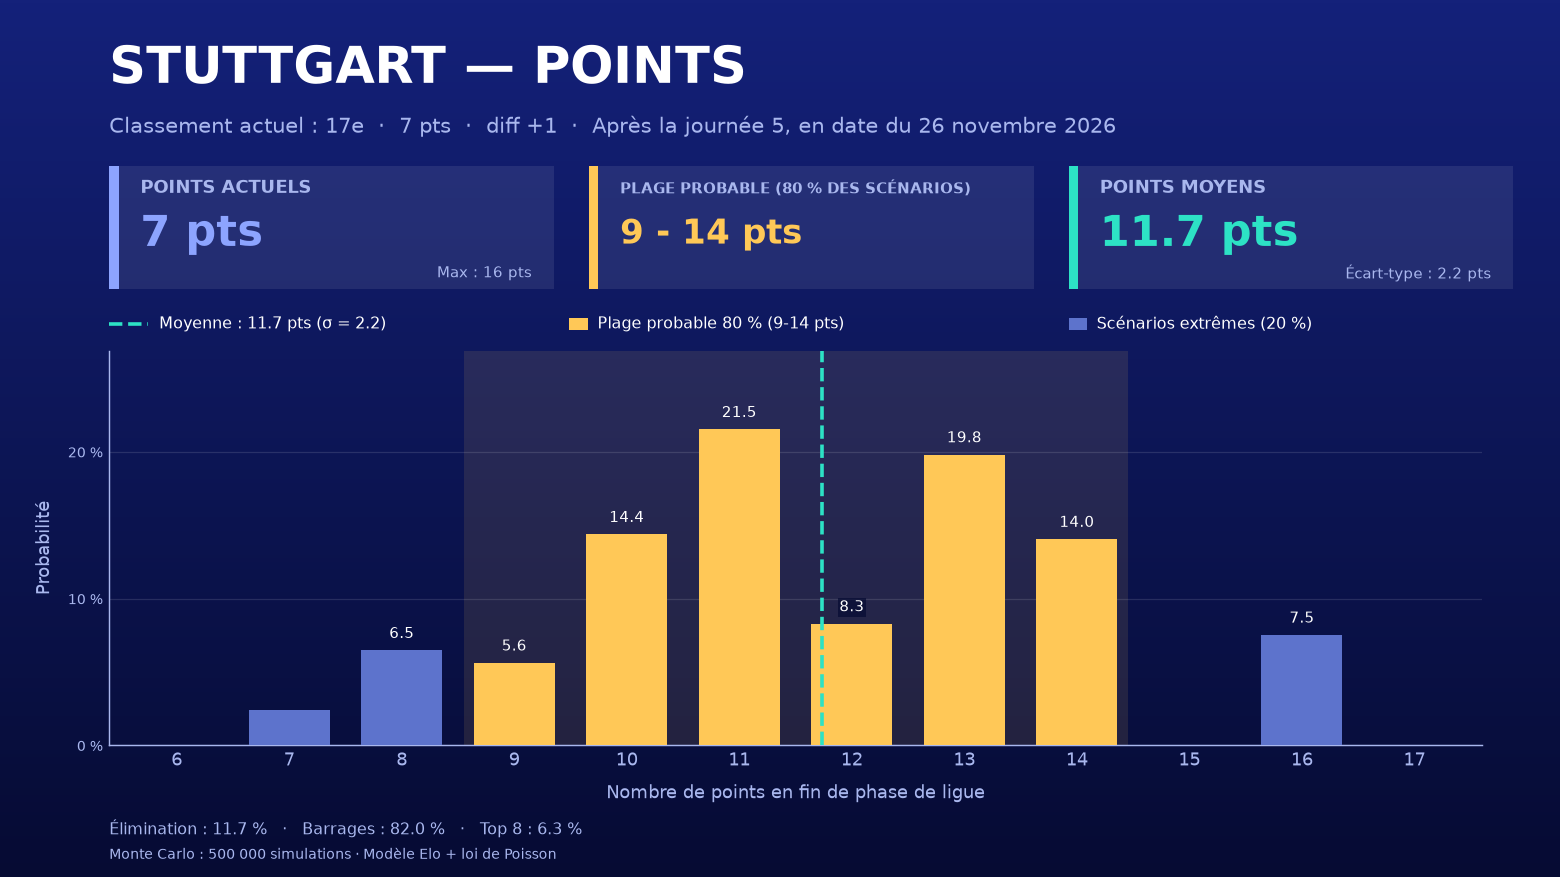 STUTTGART — POINTS
Classement actuel : 17e · 7 pts · diff +1 · Après la journée 5, en date du 26 novembre 2026
POINTS ACTUELS
7 pts
Max : 16 pts
PLAGE PROBABLE (80 % DES SCÉNARIOS)
9 - 14 pts
POINTS MOYENS
11.7 pts
Écart-type : 2.2 pts
Moyenne : 11.7 pts (σ = 2.2)
Plage probable 80 % (9-14 pts)
Scénarios extrêmes (20 %)
Probabilité
20 %
10 %
0 %
6.5
5.6
14.4
21.5
8.3
19.8
14.0
7.5
6 7 8 9 10 11 12 13 14 15 16 17
Nombre de points en fin de phase de ligue
Élimination : 11.7 % · Barrages : 82.0 % · Top 8 : 6.3 %
Monte Carlo : 500 000 simulations · Modèle Elo + loi de Poisson